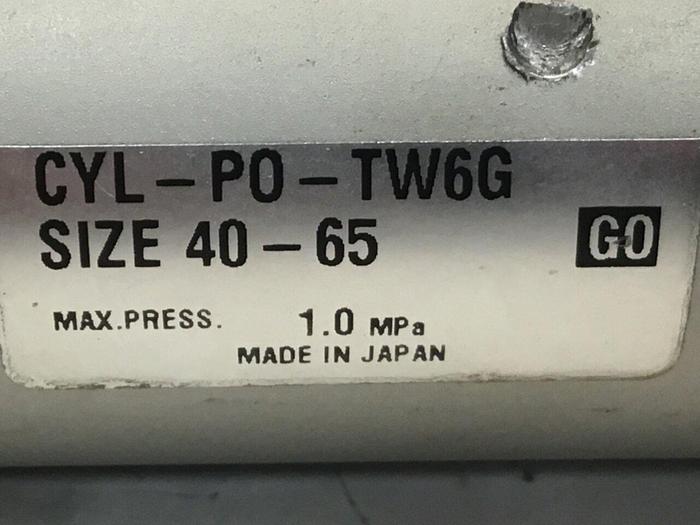 CYL-PO-TW6G
SIZE 40-65
GO
MAX.PRESS. 1.0 MPa
MADE IN JAPAN